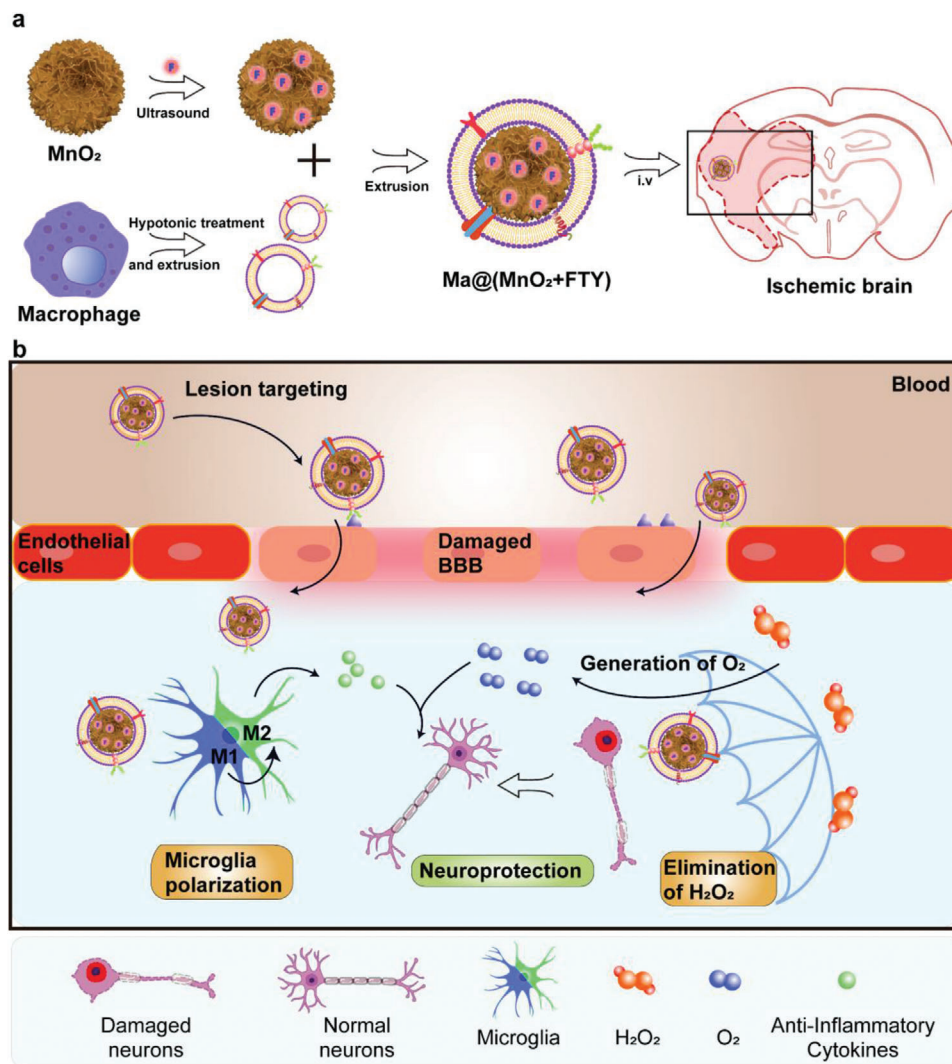 a
F
Ultrasound
MnO₂
F F F F F F
Extrusion
i.v
Hypotonic treatment
and extrusion
Macrophage
Ma@(MnO₂+FTY)
Ischemic brain
b
Lesion targeting
Blood
Endothelial
cells
Damaged
BBB
Generation of O₂
M2
M1
Microglia
polarization
Neuroprotection
Elimination
of H₂O₂
Damaged
neurons
Normal
neurons
Microglia
H₂O₂
O₂
Anti-Inflammatory
Cytokines